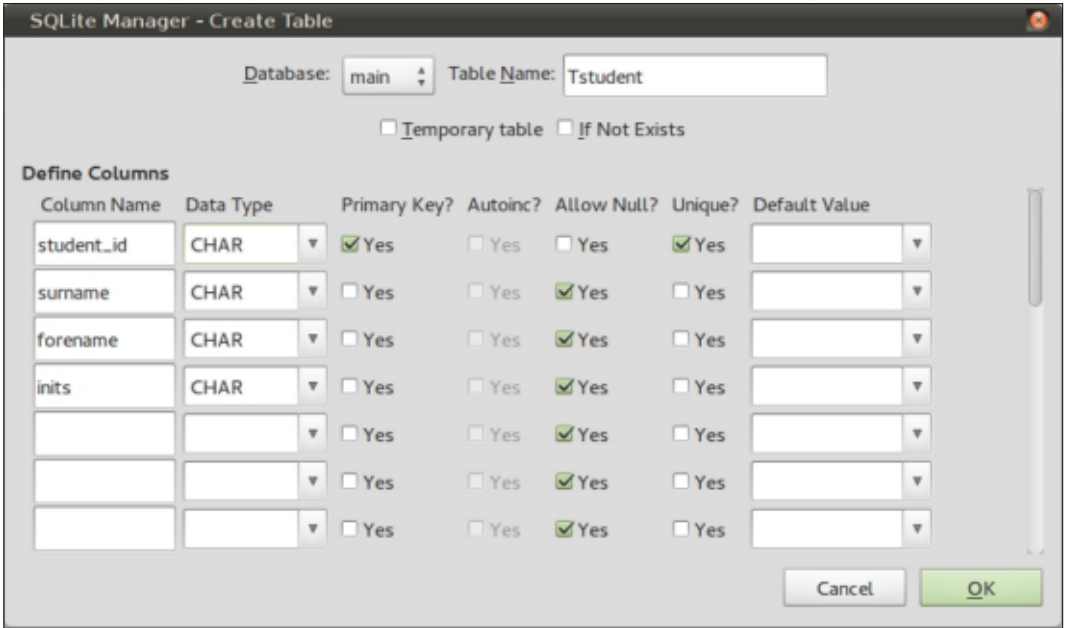 SQLite Manager - Create Table
Database: main Table Name: Tstudent
Temporary table If Not Exists
Define Columns
Column Name Data Type Primary Key? Autoinc? Allow Null? Unique? Default Value
student_id CHAR Yes Yes Yes Yes
surname CHAR Yes Yes Yes Yes
forename CHAR Yes Yes Yes Yes
inits CHAR Yes Yes Yes Yes
Yes Yes Yes Yes
Yes Yes Yes Yes
Yes Yes Yes Yes
Cancel OK